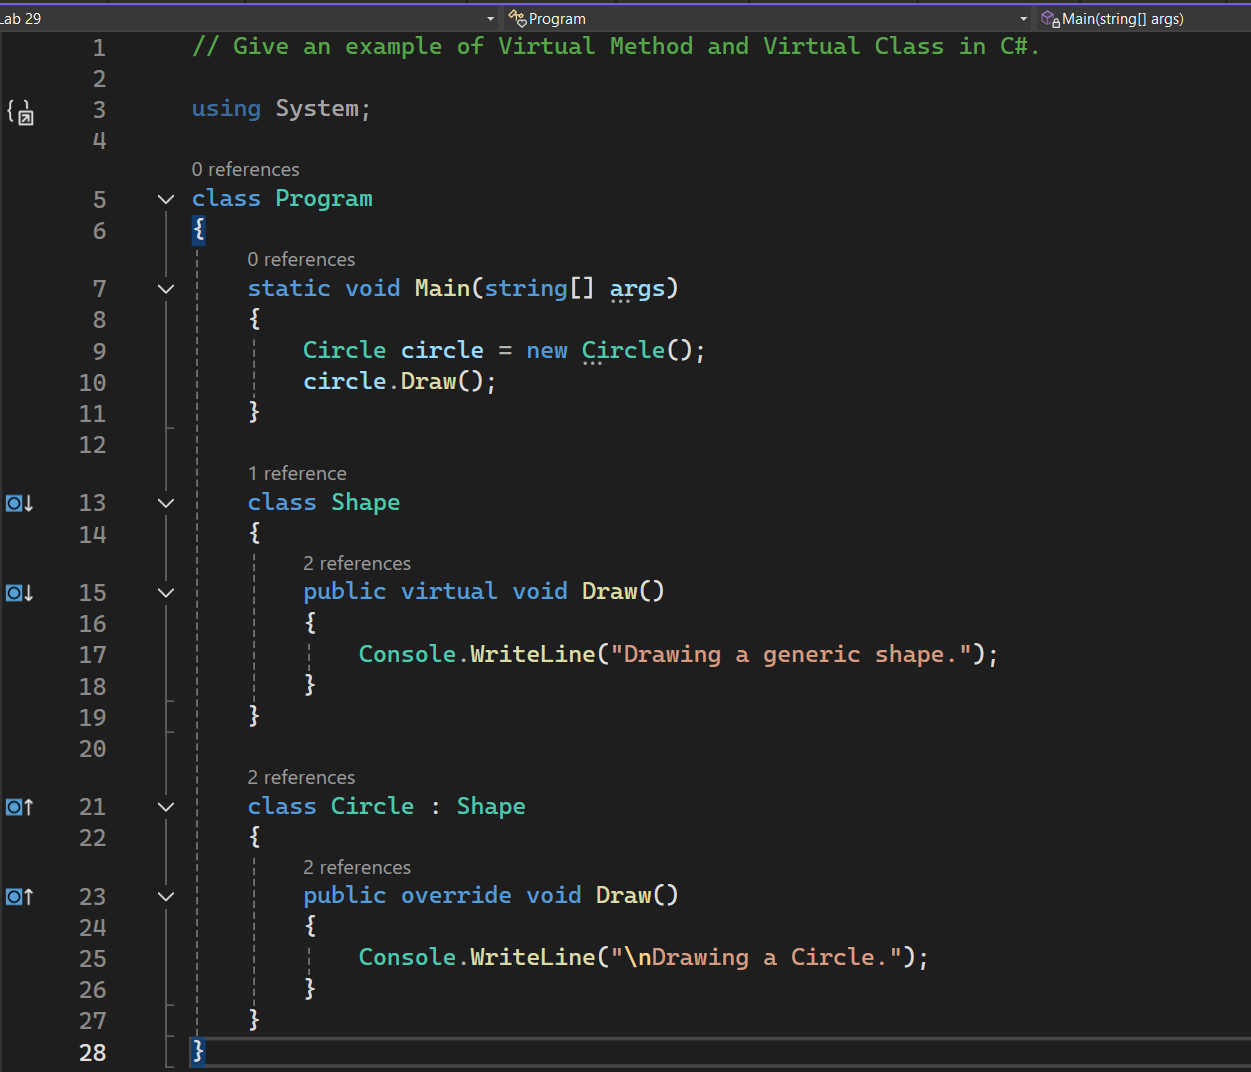 Lab 29 Program Main(string[] args)
1 // Give an example of Virtual Method and Virtual Class in C#.
2
3 using System;
4
0 references
5 class Program
6 {
0 references
7 static void Main(string[] args)
8 {
9 Circle circle = new Circle();
10 circle.Draw();
11 }
12
1 reference
13 class Shape
14 {
2 references
15 public virtual void Draw()
16 {
17 Console.WriteLine("Drawing a generic shape.");
18 }
19 }
20
2 references
21 class Circle : Shape
22 {
2 references
23 public override void Draw()
24 {
25 Console.WriteLine("\nDrawing a Circle.");
26 }
27 }
28 }